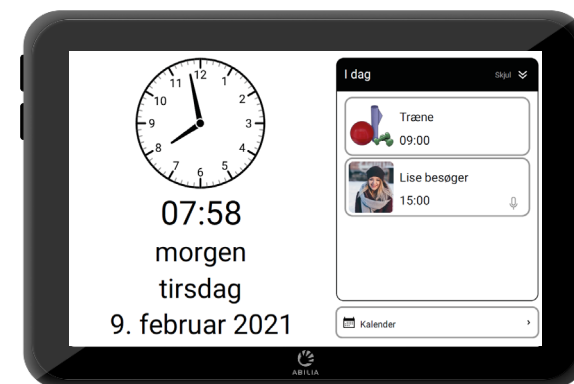 12
1
2
3
4
5
6
7
8
9
10
11
07:58
morgen
tirsdag
9. februar 2021
I dag
Skjul
Træne
09:00
Lise besøger
15:00
Kalender
ABILIA